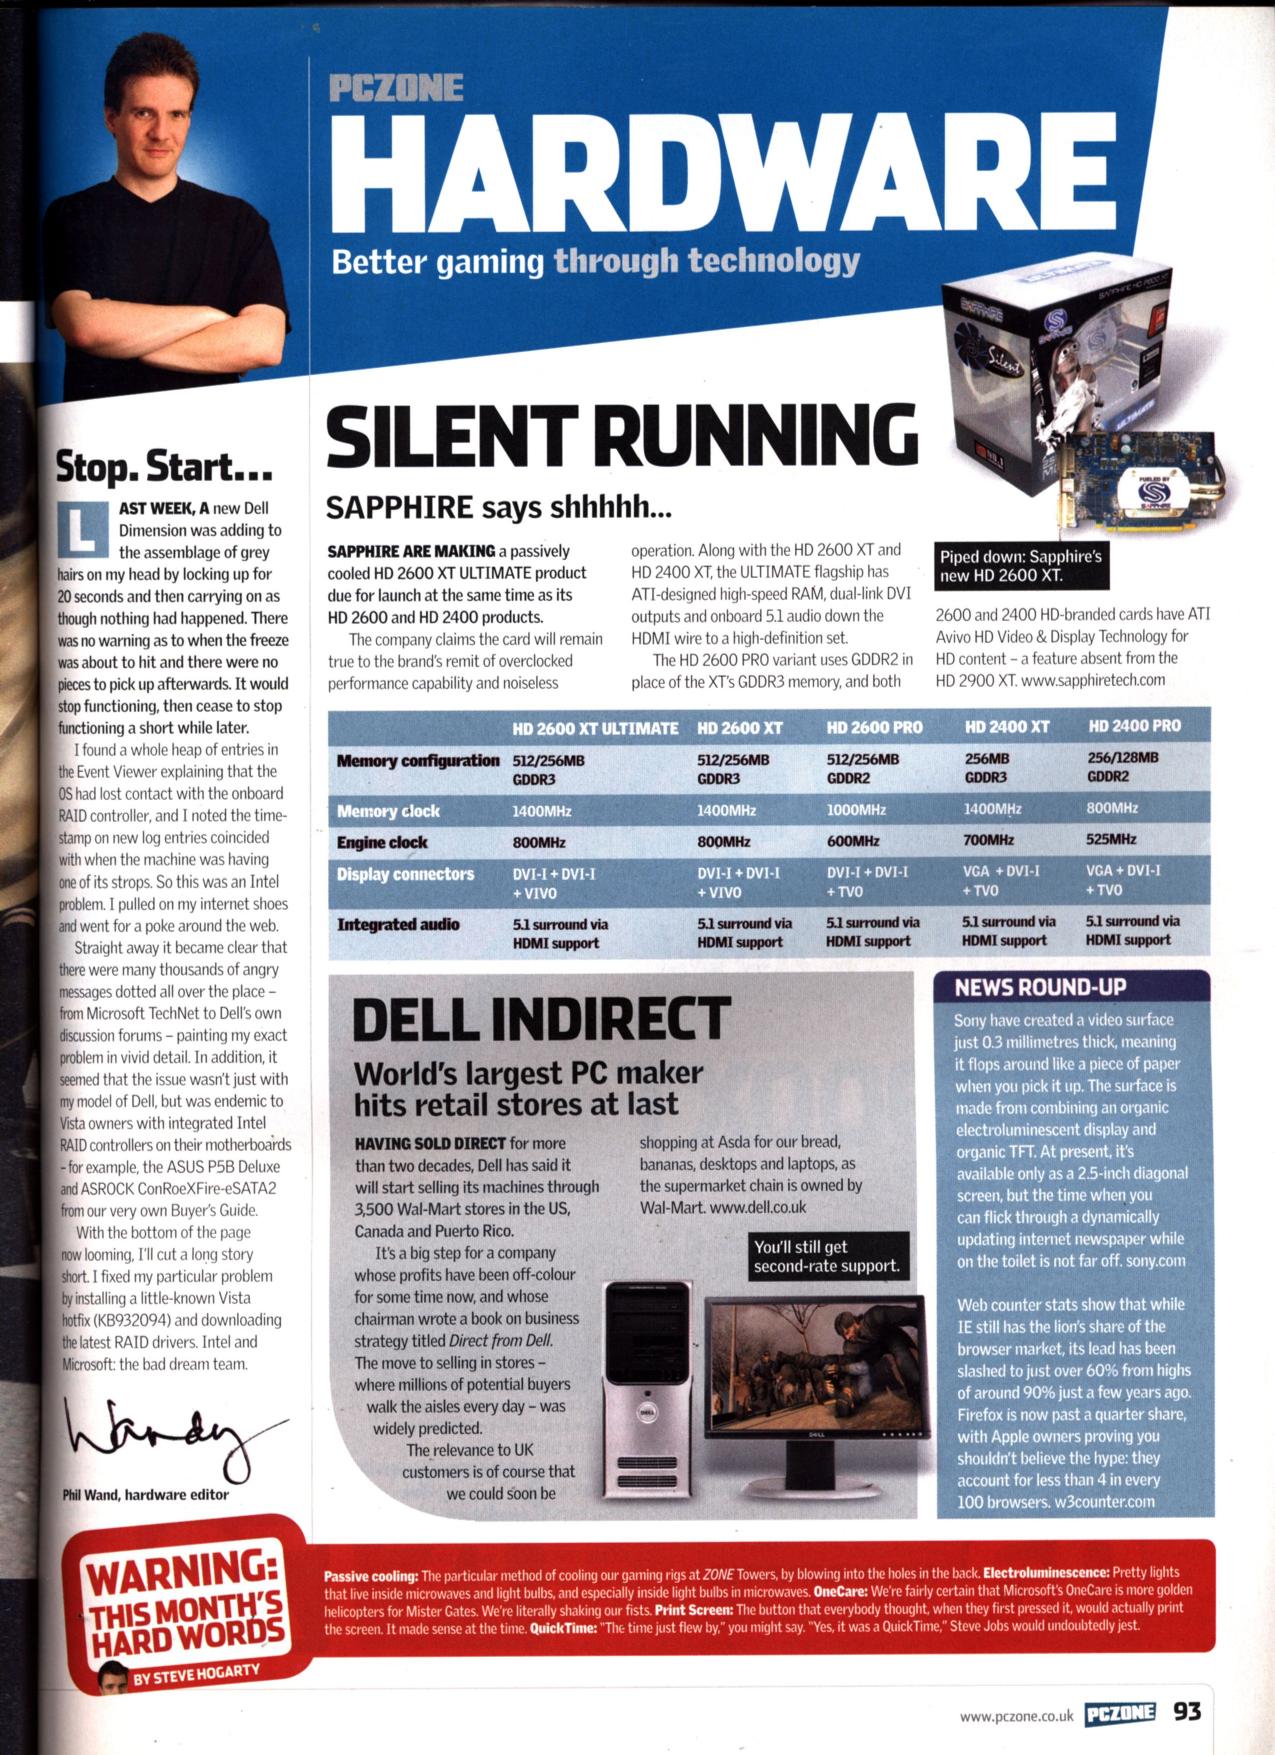 PCZONE
HARDWARE
Better gaming through technology
Stop. Start...
LAST WEEK, A new Dell
Dimension was adding to
the assemblage of grey
hairs on my head by locking up for
20 seconds and then carrying on as
though nothing had happened. There
was no warning as to when the freeze
was about to hit and there were no
pieces to pick up afterwards. It would
stop functioning, then cease to stop
functioning a short while later.
I found a whole heap of entries in
the Event Viewer explaining that the
OS had lost contact with the onboard
RAID controller, and I noted the time-
stamp on new log entries coincided
with when the machine was having
one of its strops. So this was an Intel
problem. I pulled on my internet shoes
and went for a poke around the web.
Straight away it became clear that
there were many thousands of angry
messages dotted all over the place –
from Microsoft TechNet to Dell's own
discussion forums – painting my exact
problem in vivid detail. In addition, it
seemed that the issue wasn't just with
my model of Dell, but was endemic to
Vista owners with integrated Intel
RAID controllers on their motherboards
- for example, the ASUS P5B Deluxe
and ASROCK ConRoeXFire-eSATA2
from our very own Buyer's Guide.
With the bottom of the page
now looming, I'll cut a long story
short. I fixed my particular problem
by installing a little-known Vista
hotfix (KB932094) and downloading
the latest RAID drivers. Intel and
Microsoft: the bad dream team.
Wandy
Phil Wand, hardware editor
SILENT RUNNING
SAPPHIRE says shhhhh...
SAPPHIRE ARE MAKING a passively
cooled HD 2600 XT ULTIMATE product
due for launch at the same time as its
HD 2600 and HD 2400 products.
The company claims the card will remain
true to the brand's remit of overclocked
performance capability and noiseless
operation. Along with the HD 2600 XT and
HD 2400 XT, the ULTIMATE flagship has
ATI-designed high-speed RAM, dual-link DVI
outputs and onboard 5.1 audio down the
HDMI wire to a high-definition set.
The HD 2600 PRO variant uses GDDR2 in
place of the XT's GDDR3 memory, and both
SAPPHIRE
Silent
SAPPHIRE
ULTIMATE
FUELED BY
SAPPHIRE
Piped down: Sapphire's
new HD 2600 XT.
2600 and 2400 HD-branded cards have ATI
Avivo HD Video & Display Technology for
HD content – a feature absent from the
HD 2900 XT. www.sapphiretech.com
HD 2600 XT ULTIMATE HD 2600 XT HD 2600 PRO HD 2400 XT HD 2400 PRO
Memory configuration 512/256MB 512/256MB 512/256MB 256MB 256/128MB
GDDR3 GDDR3 GDDR2 GDDR3 GDDR2
Memory clock 1400MHz 1400MHz 1000MHz 1400MHz 800MHz
Engine clock 800MHz 800MHz 600MHz 700MHz 525MHz
Display connectors DVI-I + DVI-I DVI-I + DVI-I DVI-I + DVI-I VGA + DVI-I VGA + DVI-I
+ VIVO + VIVO + TVO + TVO + TVO
Integrated audio 5.1 surround via 5.1 surround via 5.1 surround via 5.1 surround via 5.1 surround via
HDMI support HDMI support HDMI support HDMI support HDMI support
DELL INDIRECT
World's largest PC maker
hits retail stores at last
HAVING SOLD DIRECT for more
than two decades, Dell has said it
will start selling its machines through
3,500 Wal-Mart stores in the US,
Canada and Puerto Rico.
It's a big step for a company
whose profits have been off-colour
for some time now, and whose
chairman wrote a book on business
strategy titled Direct from Dell.
The move to selling in stores –
where millions of potential buyers
walk the aisles every day – was
widely predicted.
The relevance to UK
customers is of course that
we could soon be
shopping at Asda for our bread,
bananas, desktops and laptops, as
the supermarket chain is owned by
Wal-Mart. www.dell.co.uk
You'll still get
second-rate support.
DELL
DELL
NEWS ROUND-UP
Sony have created a video surface
just 0.3 millimetres thick, meaning
it flops around like a piece of paper
when you pick it up. The surface is
made from combining an organic
electroluminescent display and
organic TFT. At present, it's
available only as a 2.5-inch diagonal
screen, but the time when you
can flick through a dynamically
updating internet newspaper while
on the toilet is not far off. sony.com
Web counter stats show that while
IE still has the lion's share of the
browser market, its lead has been
slashed to just over 60% from highs
of around 90% just a few years ago.
Firefox is now past a quarter share,
with Apple owners proving you
shouldn't believe the hype: they
account for less than 4 in every
100 browsers. w3counter.com
WARNING:
THIS MONTH'S
HARD WORDS
BY STEVE HOGARTY
Passive cooling: The particular method of cooling our gaming rigs at ZONE Towers, by blowing into the holes in the back. Electroluminescence: Pretty lights
that live inside microwaves and light bulbs, and especially inside light bulbs in microwaves. OneCare: We're fairly certain that Microsoft's OneCare is more golden
helicopters for Mister Gates. We're literally shaking our fists. Print Screen: The button that everybody thought, when they first pressed it, would actually print
the screen. It made sense at the time. QuickTime: "The time just flew by," you might say. "Yes, it was a QuickTime," Steve Jobs would undoubtedly jest.
www.pczone.co.uk PCZONE 93